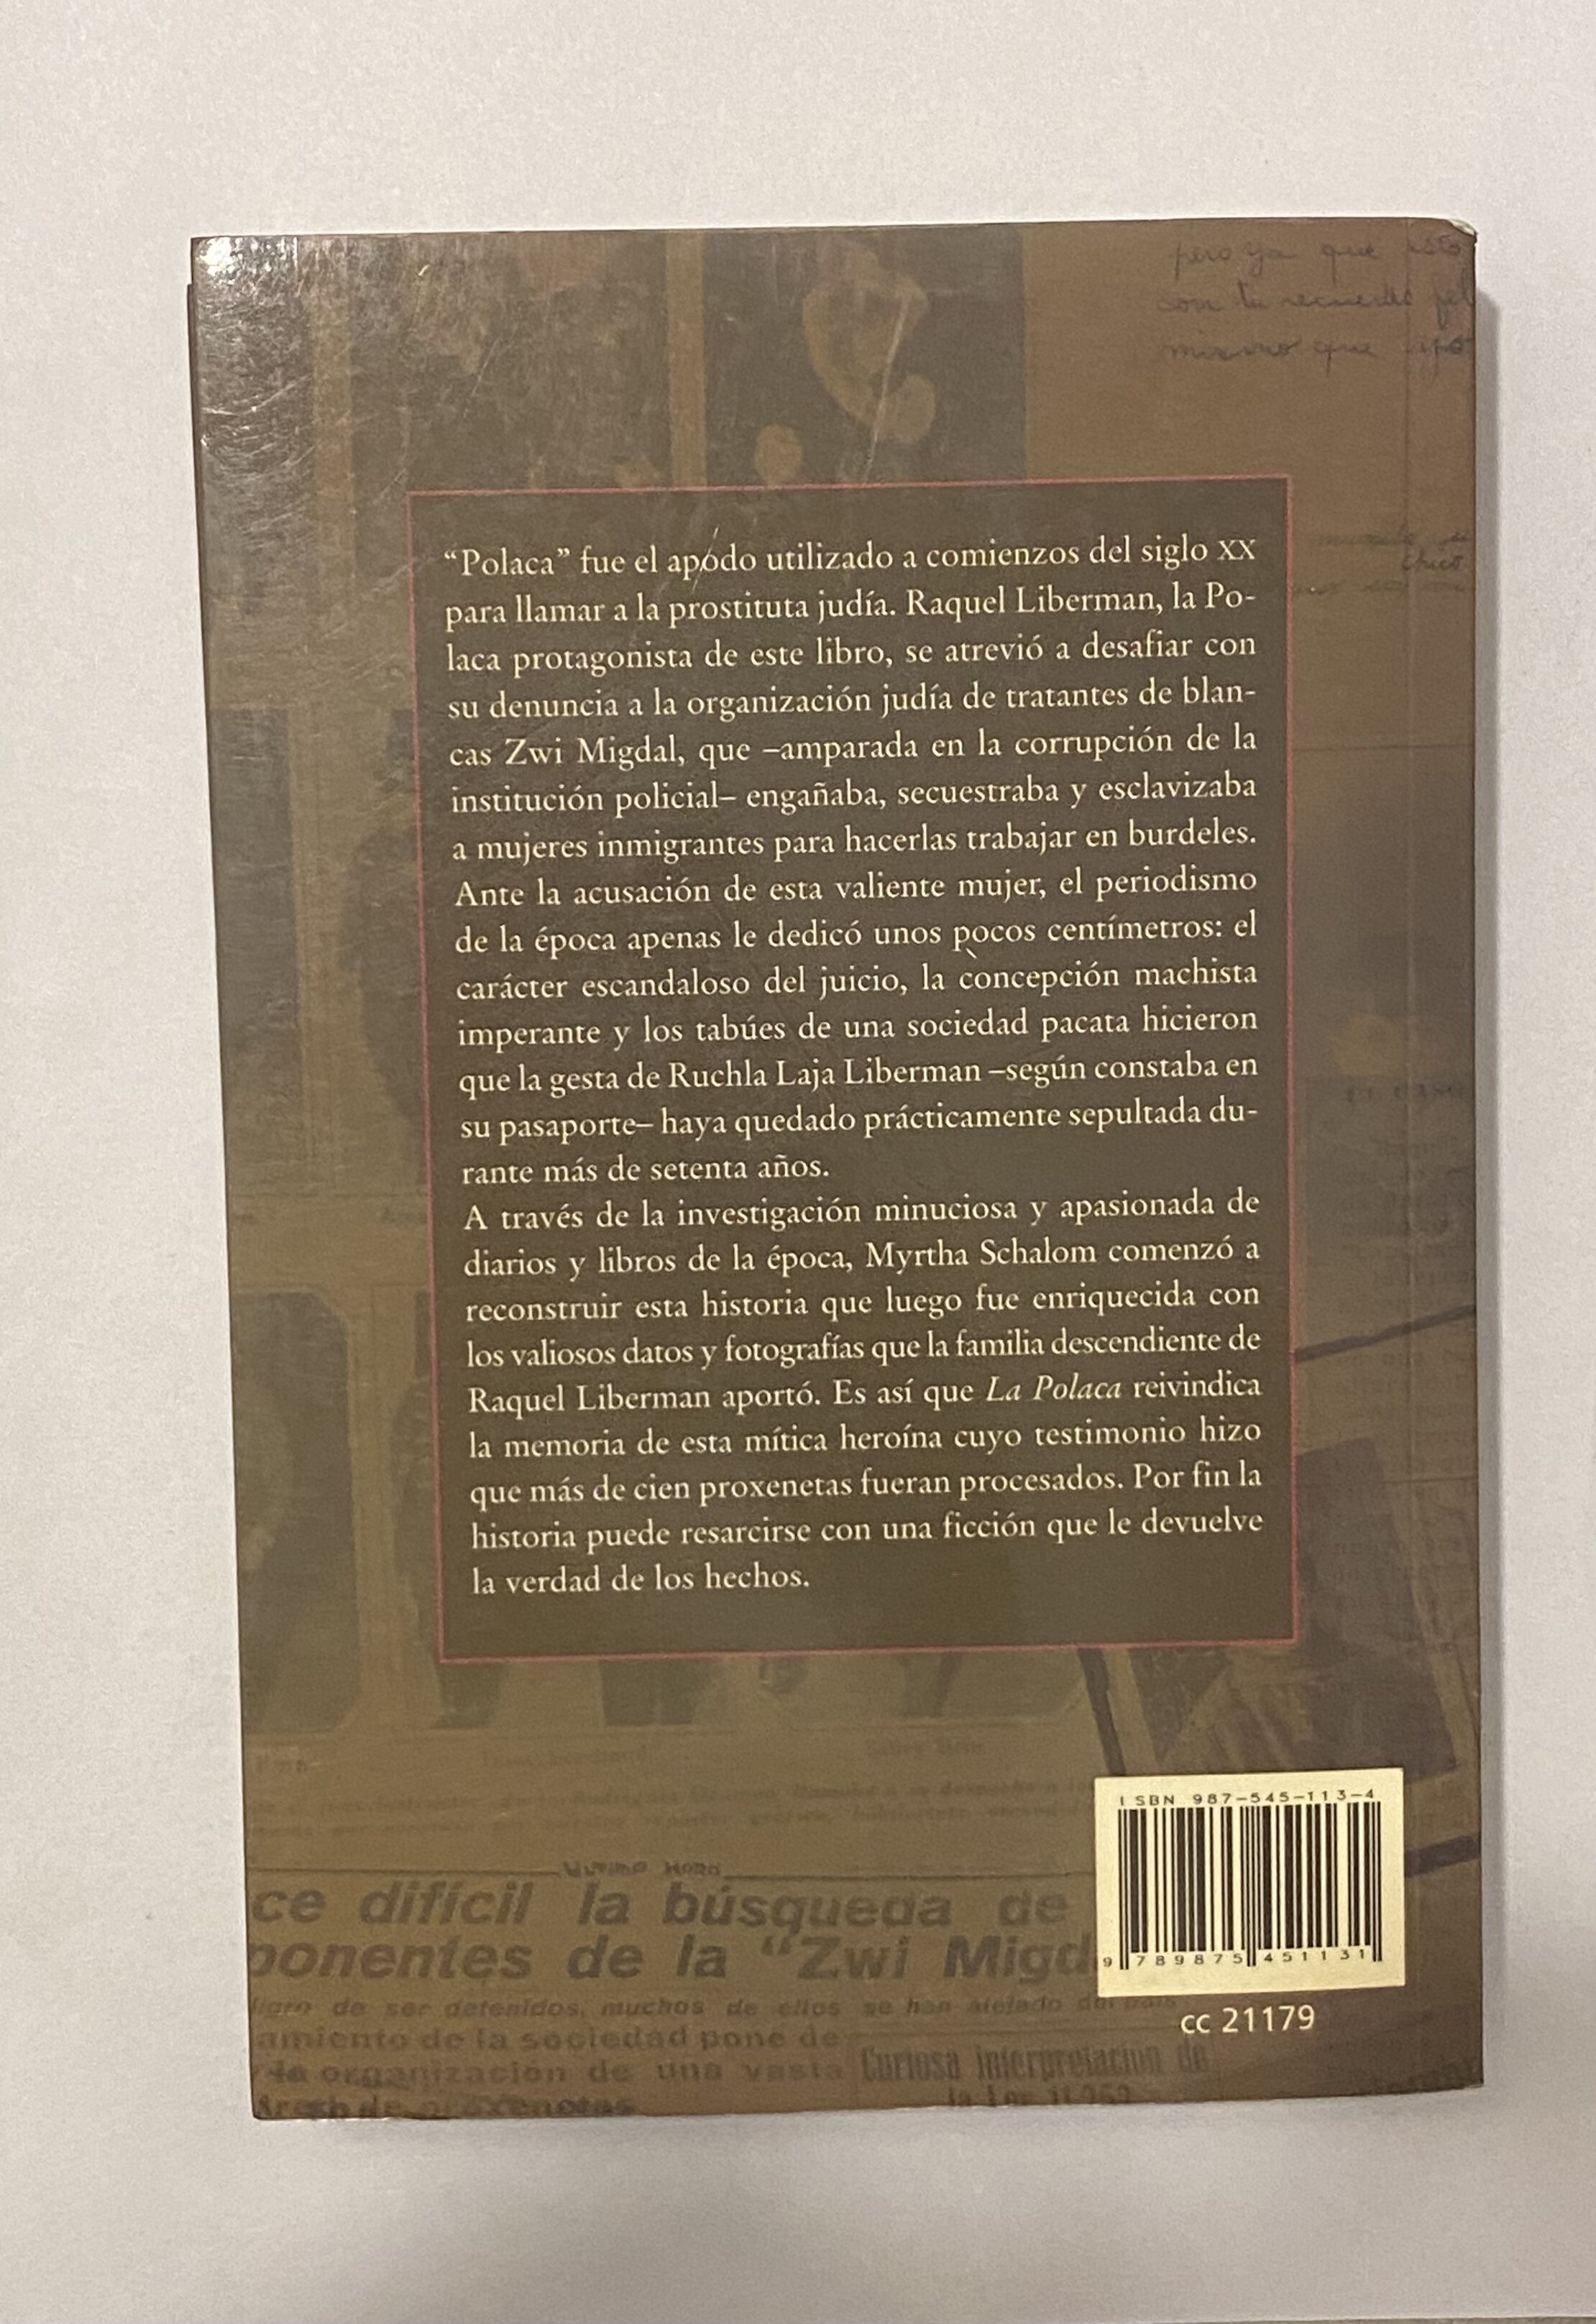 pero ya que esto
con tu recuerdo
mismo que
chico
"Polaca" fue el apodo utilizado a comienzos del siglo XX
para llamar a la prostituta judía. Raquel Liberman, la Po-
laca protagonista de este libro, se atrevió a desafiar con
su denuncia a la organización judía de tratantes de blan-
cas Zwi Migdal, que –amparada en la corrupción de la
institución policial– engañaba, secuestraba y esclavizaba
a mujeres inmigrantes para hacerlas trabajar en burdeles.
Ante la acusación de esta valiente mujer, el periodismo
de la época apenas le dedicó unos pocos centímetros: el
carácter escandaloso del juicio, la concepción machista
imperante y los tabúes de una sociedad pacata hicieron
que la gesta de Ruchla Laja Liberman –según constaba en
su pasaporte– haya quedado prácticamente sepultada du-
rante más de setenta años.
A través de la investigación minuciosa y apasionada de
diarios y libros de la época, Myrtha Schalom comenzó a
reconstruir esta historia que luego fue enriquecida con
los valiosos datos y fotografías que la familia descendiente de
Raquel Liberman aportó. Es así que La Polaca reivindica
la memoria de esta mítica heroína cuyo testimonio hizo
que más de cien proxenetas fueran procesados. Por fin la
historia puede resarcirse con una ficción que le devuelve
la verdad de los hechos.
ISBN 987-545-113-4
9 789875 451131
cc 21179
ULTIMA HORA
ce difícil la búsqueda de
ponentes de la "Zwi Migd
de ser detenidos, muchos de ellos se han alejado del país
amiento de la sociedad pone de
la organización de una vasta
Curiosa interpretación de
la Ley 11.253